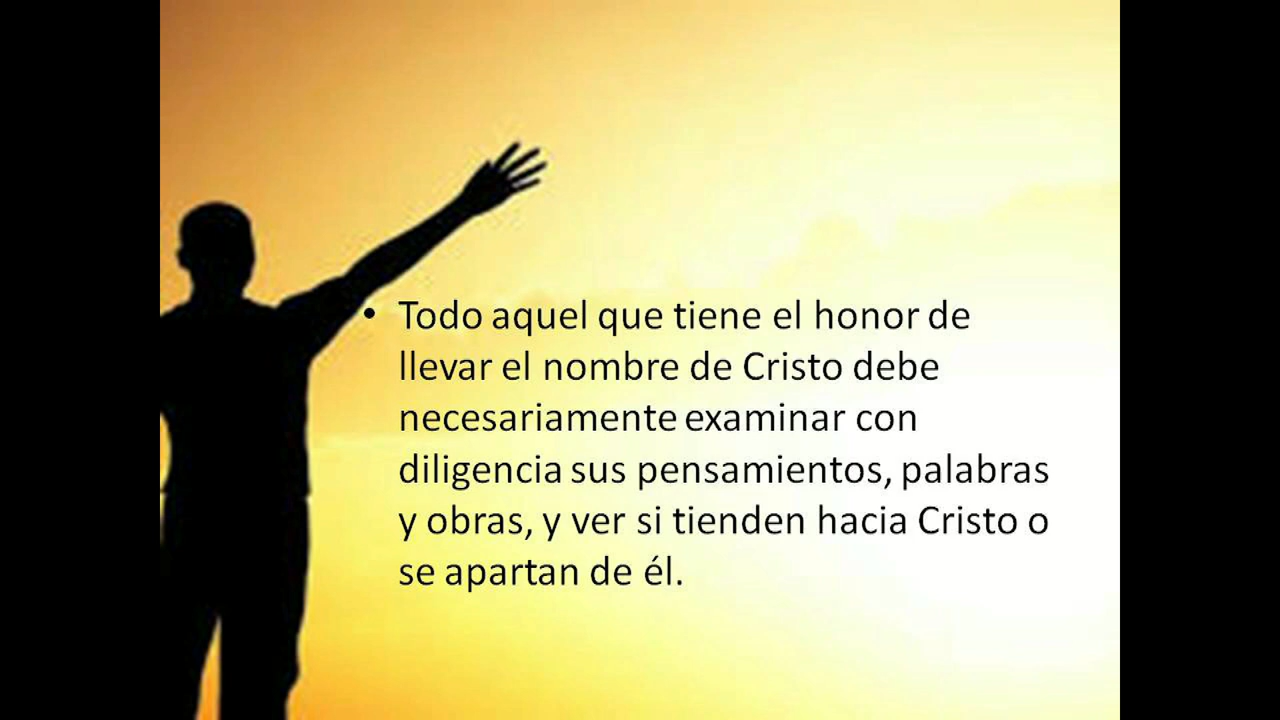 • Todo aquel que tiene el honor de
llevar el nombre de Cristo debe
necesariamente examinar con
diligencia sus pensamientos, palabras
y obras, y ver si tienden hacia Cristo o
se apartan de él.